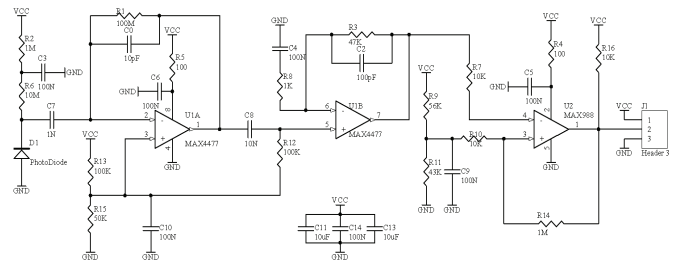 VCC
R2
1M
C3
100N
GND
R6
10M
C7
1N
D1
PhotoDiode
GND
R1
100M
C0
10pF
VCC
R5
100
C6
100N
GND
U1A
2
3
8
4
1
MAX4477
GND
VCC
R13
100K
R15
50K
GND
C10
100N
GND
C8
10N
R12
100K
GND
C4
100N
R8
1K
R3
47K
C2
100pF
U1B
6
5
7
MAX4477
VCC
C11
10uF
C14
100N
C13
10uF
GND
VCC
R9
56K
R11
43K
GND
C9
100N
GND
R7
10K
R10
10K
VCC
R4
100
C5
100N
GND
U2
MAX988
4
3
2
5
1
GND
R14
1M
VCC
R16
10K
J1
VCC
1
2
3
GND
Header 3